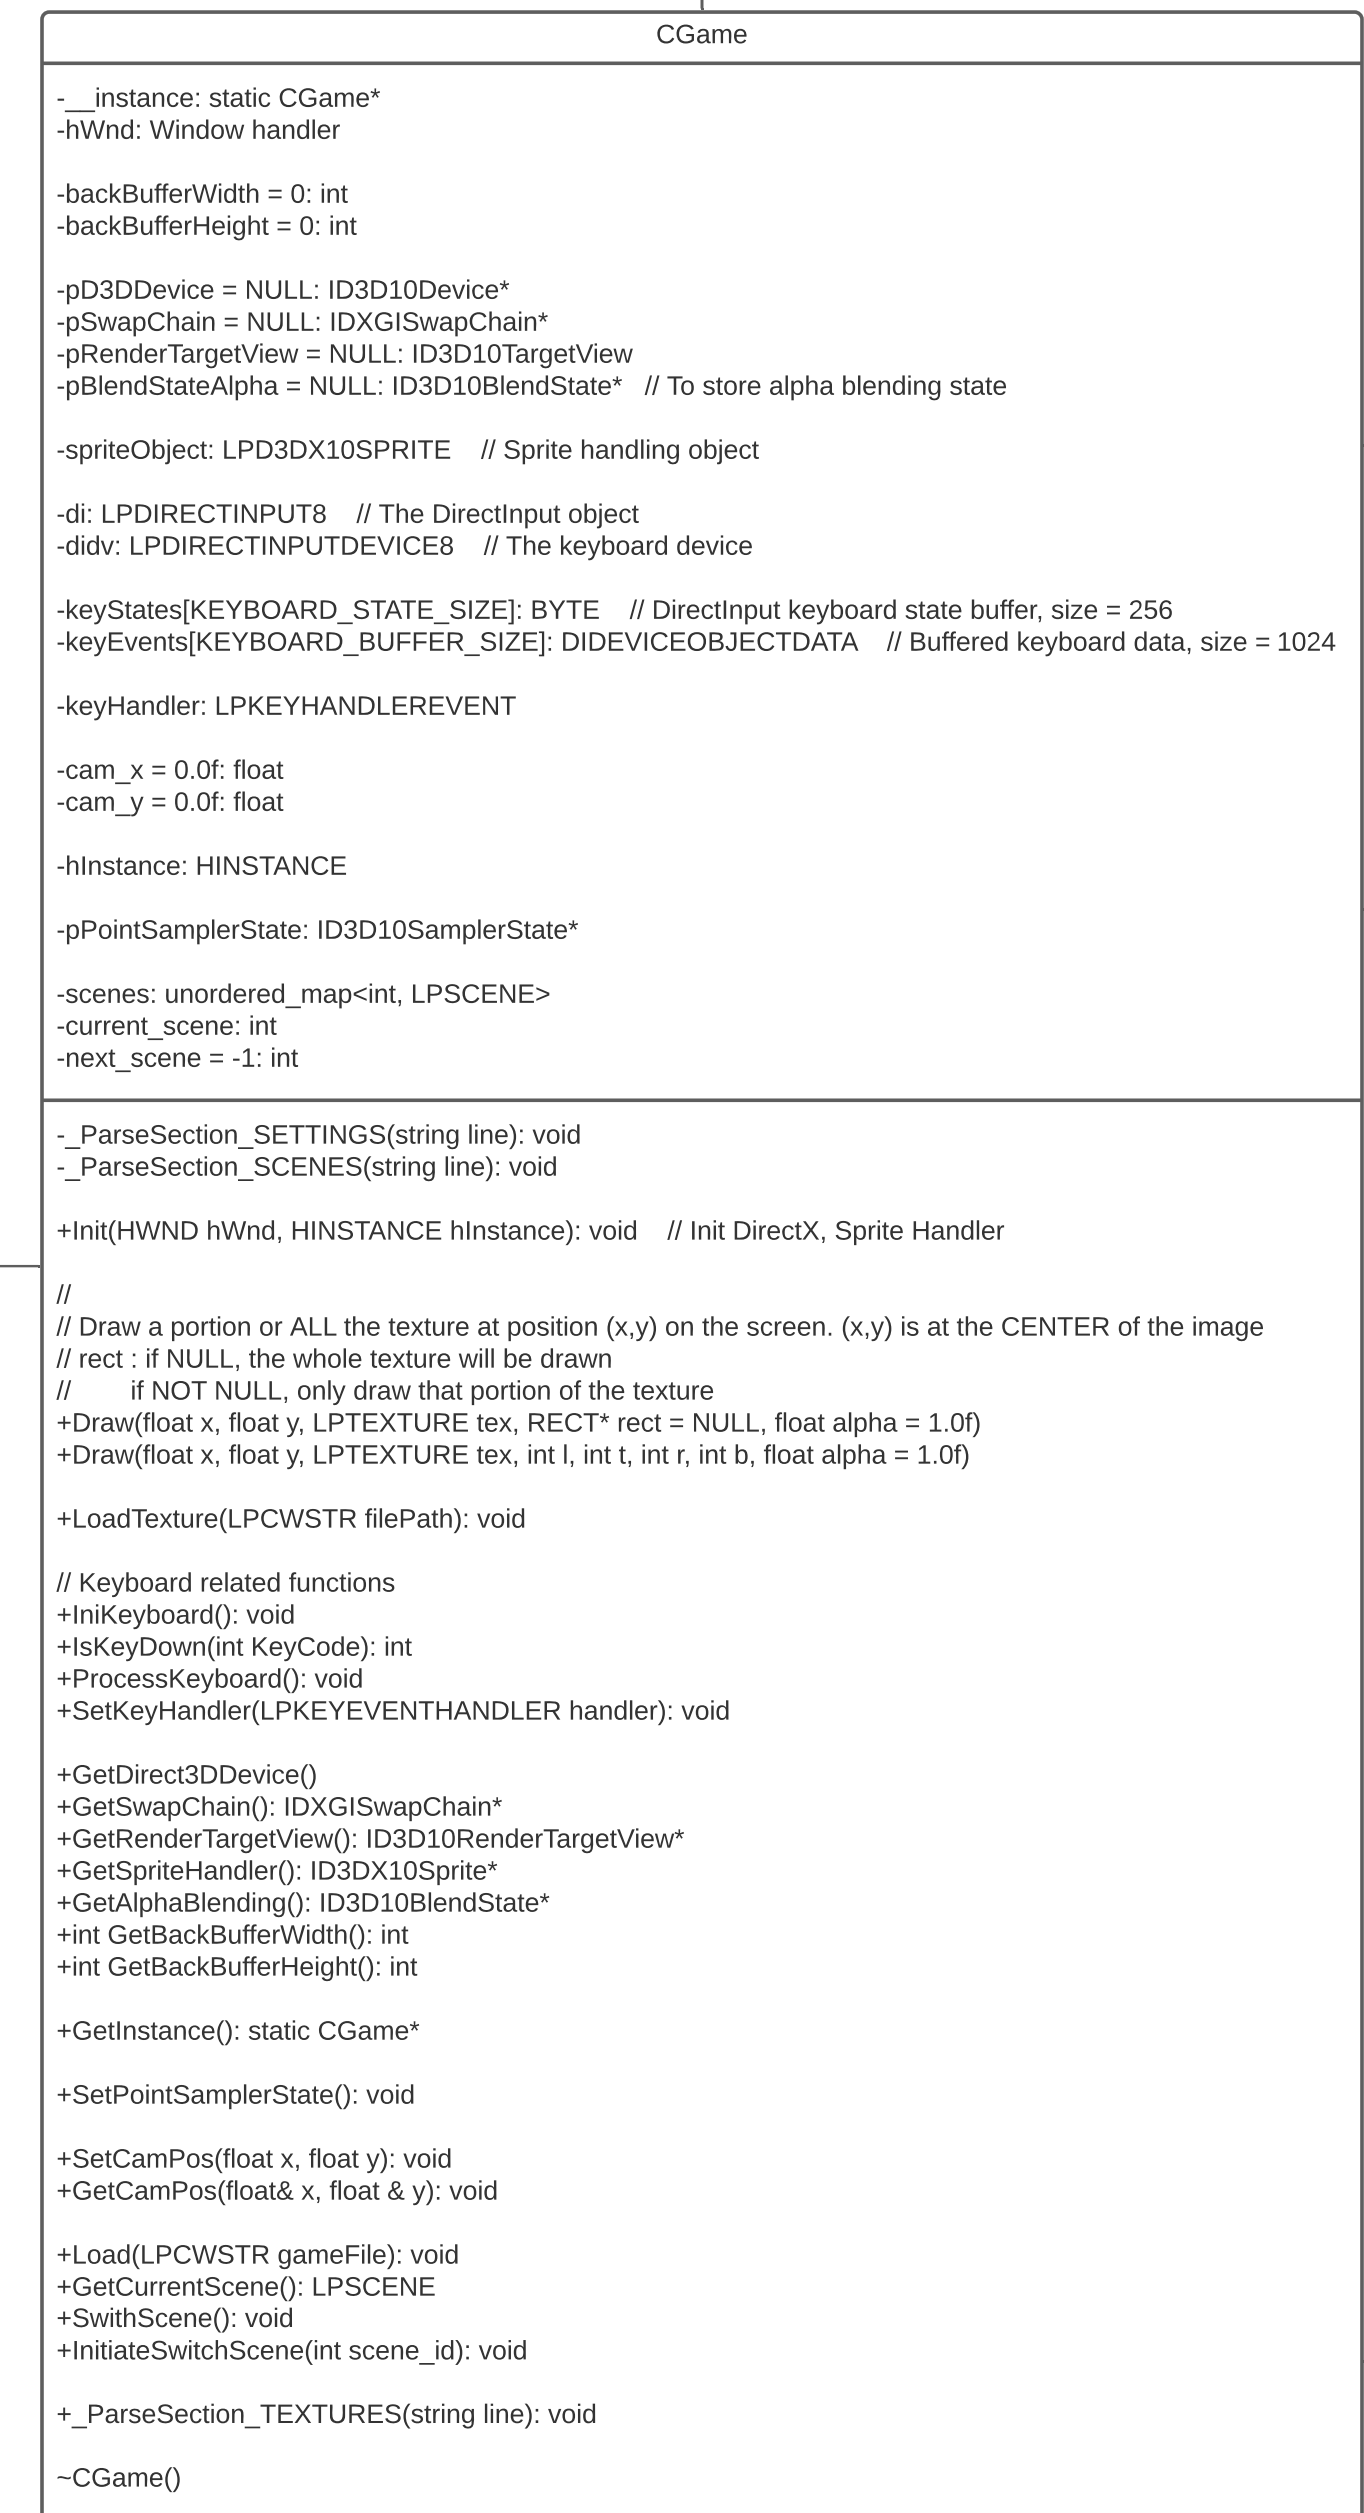 CGame
-__instance: static CGame*
-hWnd: Window handler
-backBufferWidth = 0: int
-backBufferHeight = 0: int
-pD3DDevice = NULL: ID3D10Device*
-pSwapChain = NULL: IDXGISwapChain*
-pRenderTargetView = NULL: ID3D10TargetView
-pBlendStateAlpha = NULL: ID3D10BlendState*   // To store alpha blending state
-spriteObject: LPD3DX10SPRITE    // Sprite handling object
-di: LPDIRECTINPUT8    // The DirectInput object
-didv: LPDIRECTINPUTDEVICE8    // The keyboard device
-keyStates[KEYBOARD_STATE_SIZE]: BYTE    // DirectInput keyboard state buffer, size = 256
-keyEvents[KEYBOARD_BUFFER_SIZE]: DIDEVICEOBJECTDATA    // Buffered keyboard data, size = 1024
-keyHandler: LPKEYHANDLEREVENT
-cam_x = 0.0f: float
-cam_y = 0.0f: float
-hInstance: HINSTANCE
-pPointSamplerState: ID3D10SamplerState*
-scenes: unordered_map<int, LPSCENE>
-current_scene: int
-next_scene = -1: int
-_ParseSection_SETTINGS(string line): void
-_ParseSection_SCENES(string line): void
+Init(HWND hWnd, HINSTANCE hInstance): void    // Init DirectX, Sprite Handler
//
// Draw a portion or ALL the texture at position (x,y) on the screen. (x,y) is at the CENTER of the image
// rect : if NULL, the whole texture will be drawn
//        if NOT NULL, only draw that portion of the texture
+Draw(float x, float y, LPTEXTURE tex, RECT* rect = NULL, float alpha = 1.0f)
+Draw(float x, float y, LPTEXTURE tex, int l, int t, int r, int b, float alpha = 1.0f)
+LoadTexture(LPCWSTR filePath): void
// Keyboard related functions
+IniKeyboard(): void
+IsKeyDown(int KeyCode): int
+ProcessKeyboard(): void
+SetKeyHandler(LPKEYEVENTHANDLER handler): void
+GetDirect3DDevice()
+GetSwapChain(): IDXGISwapChain*
+GetRenderTargetView(): ID3D10RenderTargetView*
+GetSpriteHandler(): ID3DX10Sprite*
+GetAlphaBlending(): ID3D10BlendState*
+int GetBackBufferWidth(): int
+int GetBackBufferHeight(): int
+GetInstance(): static CGame*
+SetPointSamplerState(): void
+SetCamPos(float x, float y): void
+GetCamPos(float& x, float & y): void
+Load(LPCWSTR gameFile): void
+GetCurrentScene(): LPSCENE
+SwithScene(): void
+InitiateSwitchScene(int scene_id): void
+_ParseSection_TEXTURES(string line): void
~CGame()